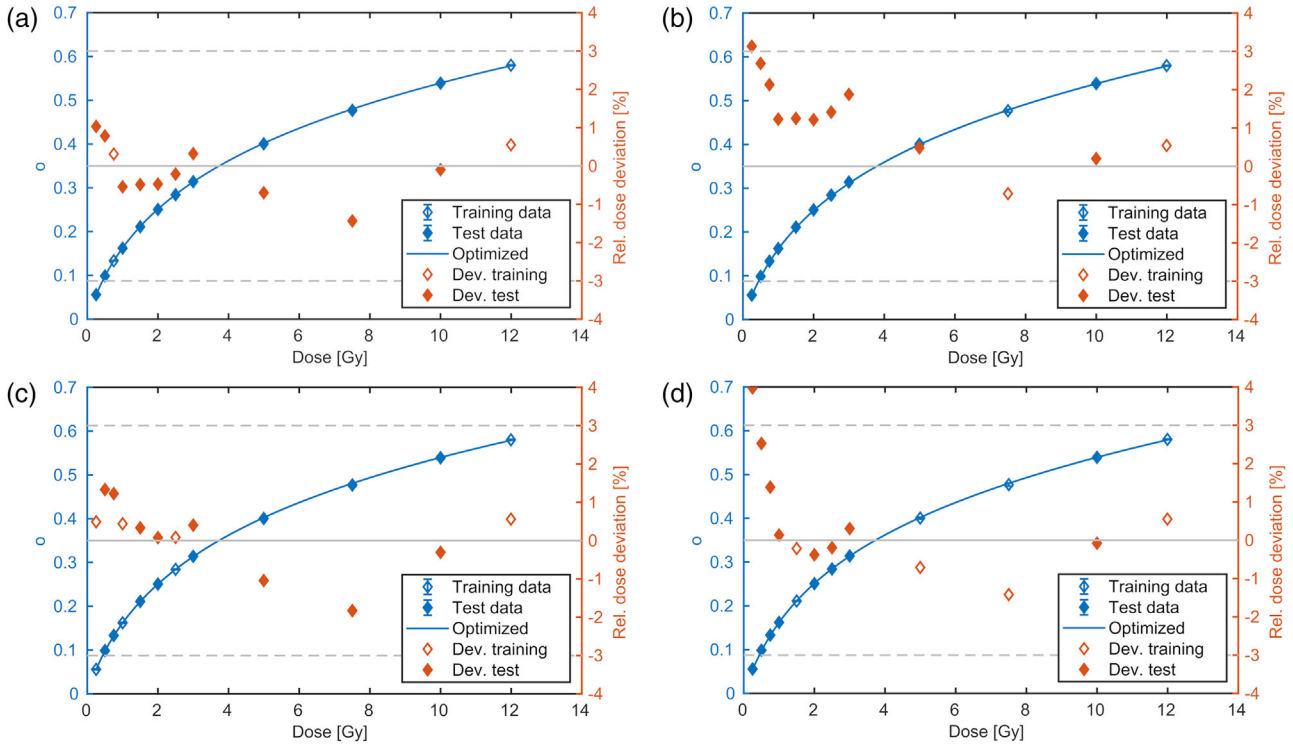 (a)
0.7
0.6
0.5
0.4
0.3
0.2
0.1
0
o
4
3
2
1
0
-1
-2
-3
-4
Rel. dose deviation [%]
Training data
Test data
Optimized
Dev. training
Dev. test
0 2 4 6 8 10 12 14
Dose [Gy]
(b)
0.7
0.6
0.5
0.4
0.3
0.2
0.1
0
o
4
3
2
1
0
-1
-2
-3
-4
Rel. dose deviation [%]
Training data
Test data
Optimized
Dev. training
Dev. test
0 2 4 6 8 10 12 14
Dose [Gy]
(c)
0.7
0.6
0.5
0.4
0.3
0.2
0.1
0
o
4
3
2
1
0
-1
-2
-3
-4
Rel. dose deviation [%]
Training data
Test data
Optimized
Dev. training
Dev. test
0 2 4 6 8 10 12 14
Dose [Gy]
(d)
0.7
0.6
0.5
0.4
0.3
0.2
0.1
0
o
4
3
2
1
0
-1
-2
-3
-4
Rel. dose deviation [%]
Training data
Test data
Optimized
Dev. training
Dev. test
0 2 4 6 8 10 12 14
Dose [Gy]